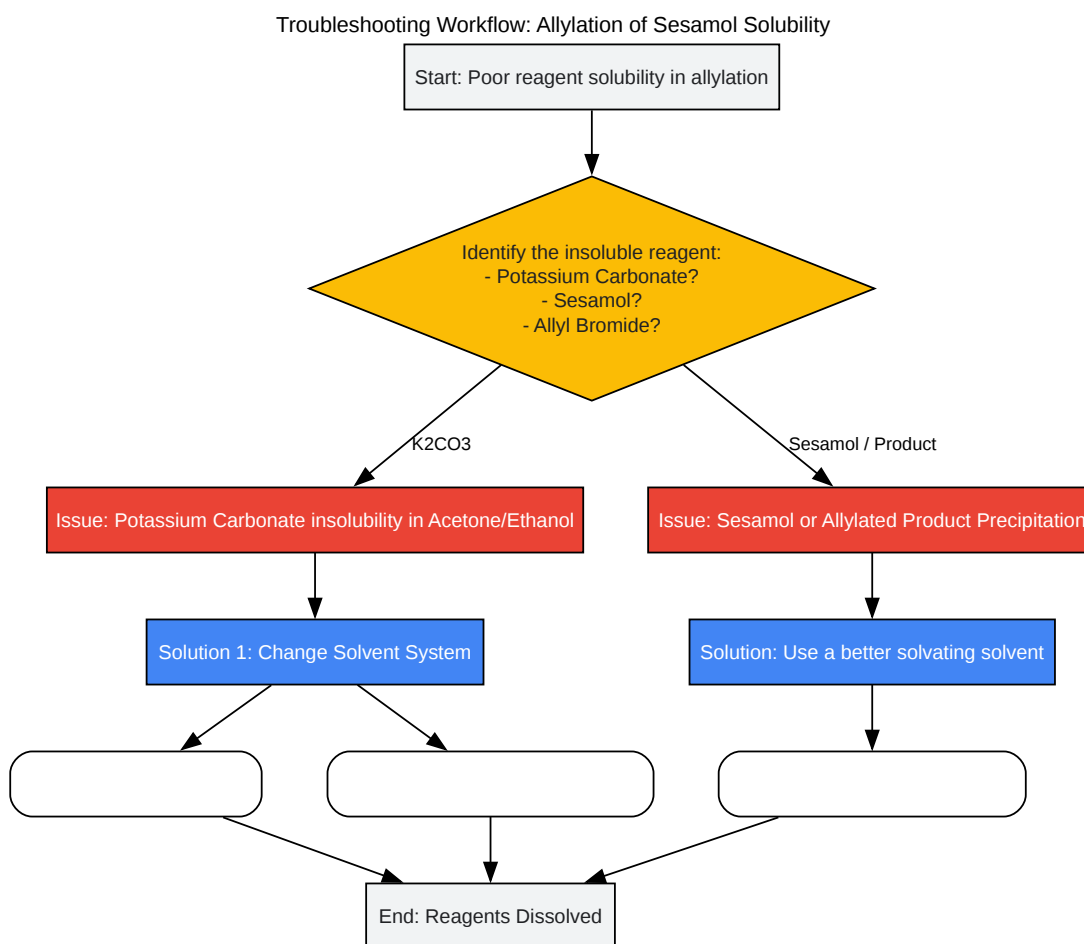 Troubleshooting Workflow: Allylation of Sesamol Solubility
Start: Poor reagent solubility in allylation
Identify the insoluble reagent:
- Potassium Carbonate?
- Sesamol?
- Allyl Bromide?
K2CO3
Sesamol / Product
Issue: Potassium Carbonate insolubility in Acetone/Ethanol
Issue: Sesamol or Allylated Product Precipitation
Solution 1: Change Solvent System
Solution: Use a better solvating solvent
End: Reagents Dissolved